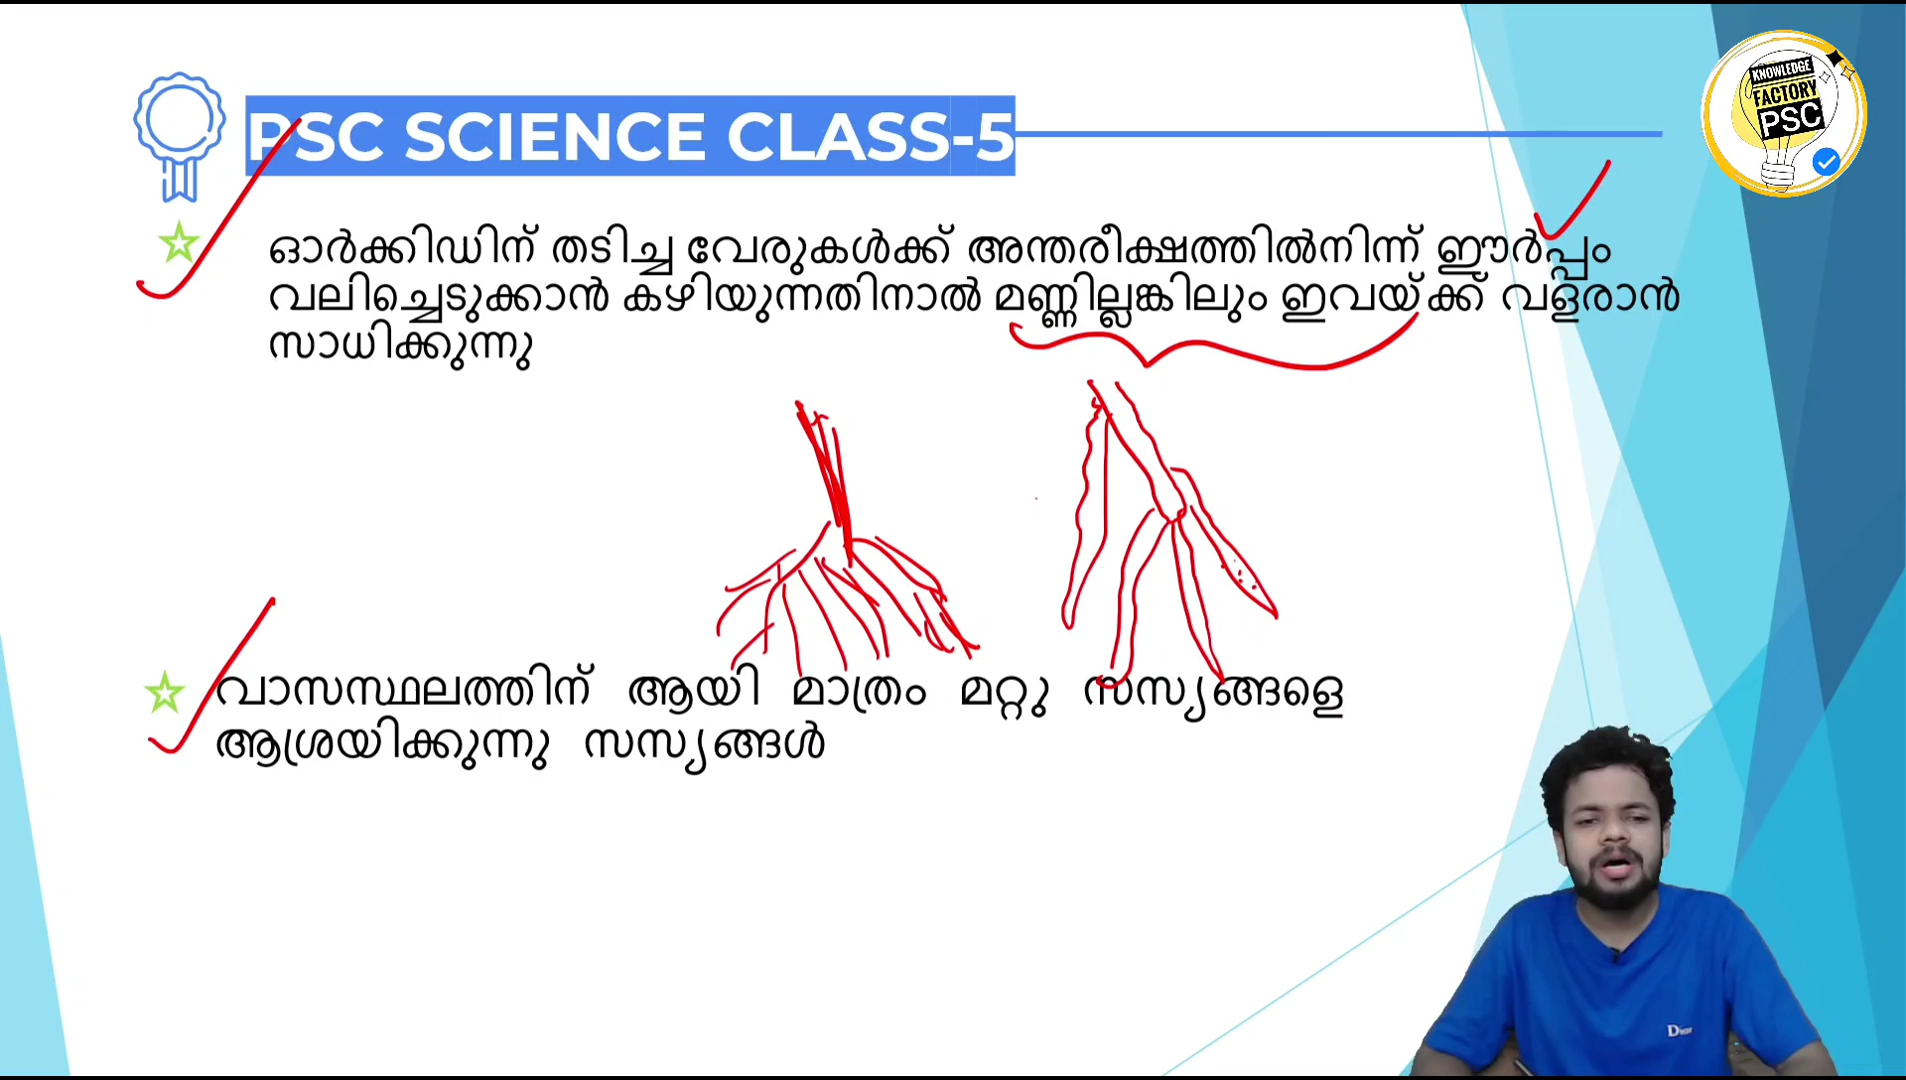 PSC SCIENCE CLASS-5
KNOWLEDGE
FACTORY
PSC
ഓർക്കിഡിന് തടിച്ച വേരുകൾക്ക് അന്തരീക്ഷത്തിൽനിന്ന് ഈർപ്പം
വലിച്ചെടുക്കാൻ കഴിയുന്നതിനാൽ മണ്ണില്ലങ്കിലും ഇവയ്ക്ക് വളരാൻ
സാധിക്കുന്നു
വാസസ്ഥലത്തിന് ആയി മാത്രം മറ്റു സസ്യങ്ങളെ
ആശ്രയിക്കുന്നു സസ്യങ്ങൾ
Dior